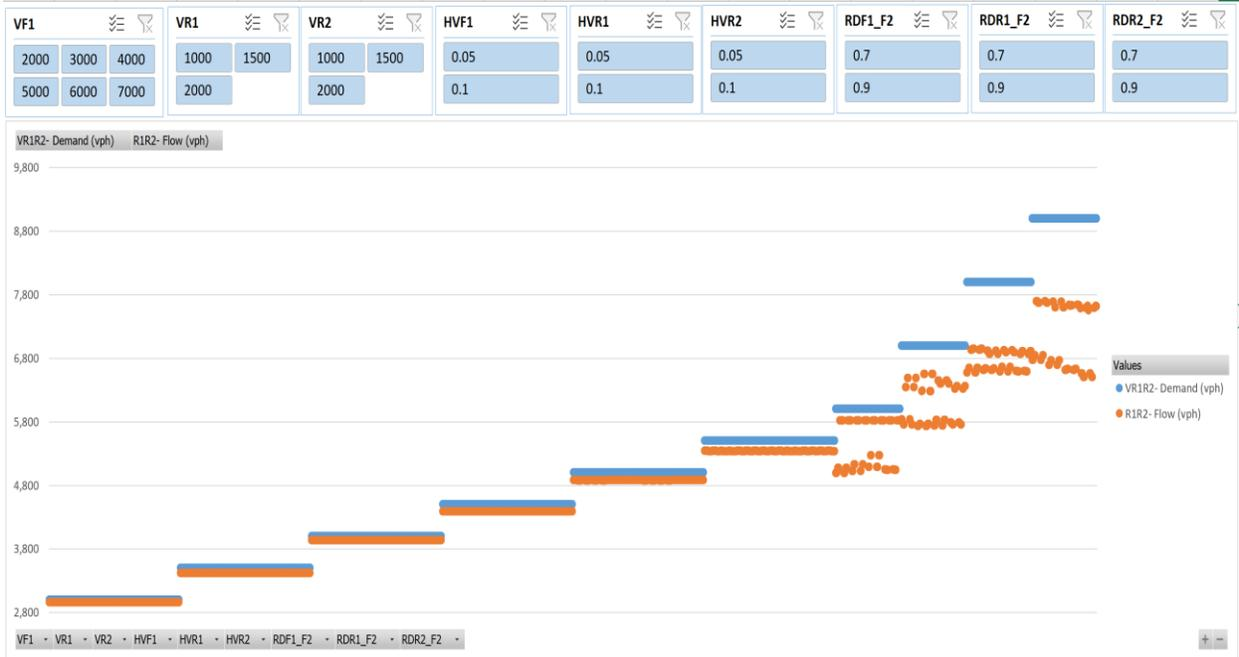 VF1 VR1 VR2 HVF1 HVR1 HVR2 RDF1_F2 RDR1_F2 RDR2_F2
2000 3000 4000 1000 1500 1000 1500 0.05 0.05 0.05 0.7 0.7 0.7
5000 6000 7000 2000 2000 0.1 0.1 0.1 0.9 0.9 0.9
VR1R2- Demand (vph) R1R2- Flow (vph)
9,800
8,800
7,800
6,800
Values
VR1R2- Demand (vph)
R1R2- Flow (vph)
5,800
4,800
3,800
2,800
VF1 VR1 VR2 HVF1 HVR1 HVR2 RDF1_F2 RDR1_F2 RDR2_F2
+ -